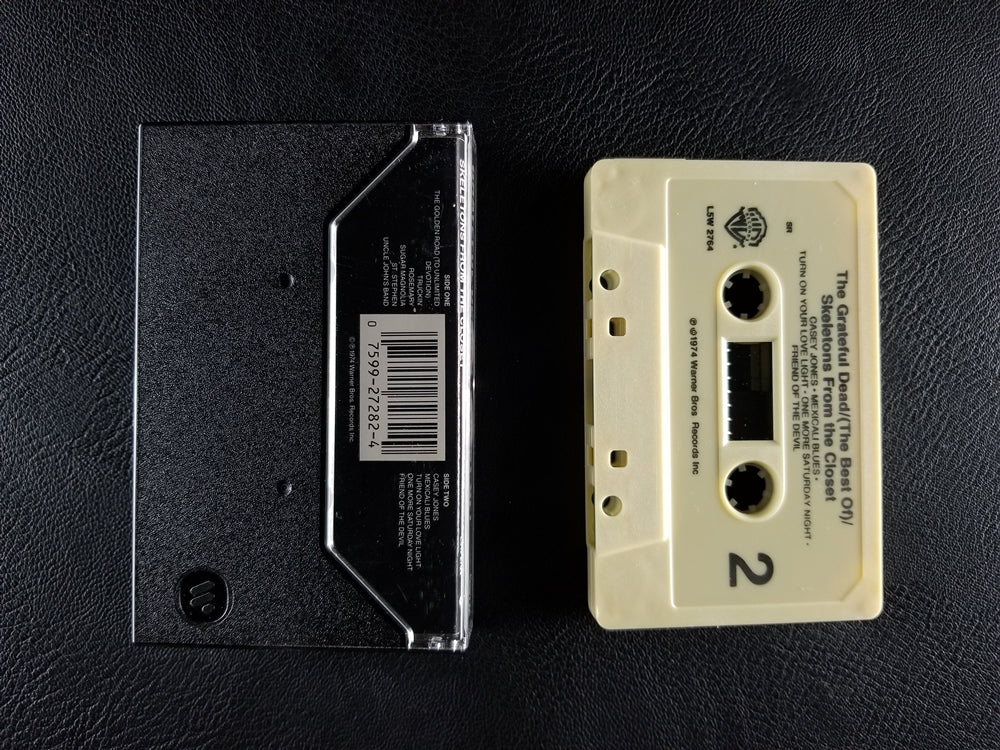 SKELETONS FROM THE
SIDE ONE
THE GOLDEN ROAD (TO UNLIMITED
DEVOTION)
TRUCKIN'
ROSEMARY
SUGAR MAGNOLIA
ST. STEPHEN
UNCLE JOHN'S BAND
0 7599-27282-4
SIDE TWO
CASEY JONES
MEXICALI BLUES
TURN ON YOUR LOVE LIGHT
ONE MORE SATURDAY NIGHT
FRIEND OF THE DEVIL
℗ © 1974 Warner Bros. Records Inc.
The Grateful Dead/(The Best Of)/
Skeletons From the Closet
CASEY JONES • MEXICALI BLUES •
TURN ON YOUR LOVE LIGHT • ONE MORE SATURDAY NIGHT •
FRIEND OF THE DEVIL
SR
L5W 2764
2
℗ ©1974 Warner Bros Records Inc